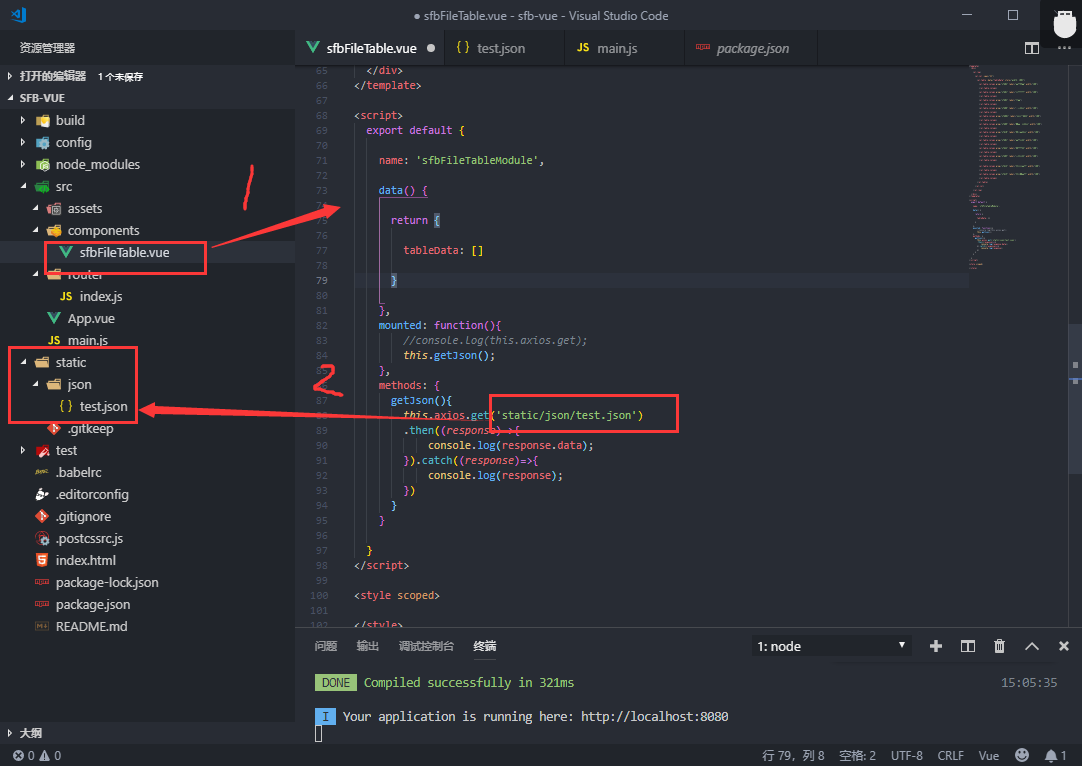 ● sfbFileTable.vue - sfb-vue - Visual Studio Code
资源管理器
sfbFileTable.vue ●
{ } test.json
JS main.js
package.json
打开的编辑器 1 个未保存
SFB-VUE
build
config
node_modules
src
assets
components
sfbFileTable.vue
router
JS index.js
App.vue
JS main.js
static
json
{ } test.json
.gitkeep
test
.babelrc
.editorconfig
.gitignore
.postcssrc.js
index.html
package-lock.json
package.json
README.md
大纲
1
2
65 </div>
66 </template>
67
68 <script>
69 export default {
70
71 name: 'sfbFileTableModule',
72
73 data() {
74
75 return {
76
77 tableData: []
78
79 }
80
81 },
82 mounted: function(){
83 //console.log(this.axios.get);
84 this.getJson();
85 },
86 methods: {
87 getJson(){
88 this.axios.get('static/json/test.json')
89 .then((response)=>{
90 console.log(response.data);
91 }).catch((response)=>{
92 console.log(response);
93 })
94 }
95 }
96
97 }
98 </script>
99
100 <style scoped>
101
102 </style>
问题 输出 调试控制台 终端
1: node
DONE Compiled successfully in 321ms 15:05:35
I Your application is running here: http://localhost:8080
0 0
行 79，列 8 空格: 2 UTF-8 CRLF Vue 1